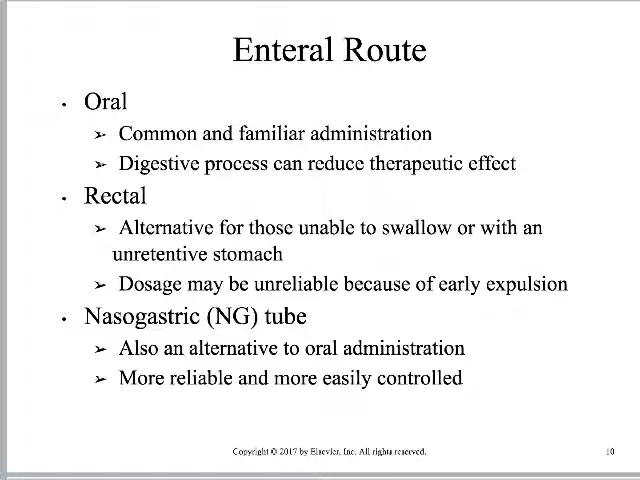 Enteral Route
• Oral
➢ Common and familiar administration
➢ Digestive process can reduce therapeutic effect
• Rectal
➢ Alternative for those unable to swallow or with an
unretentive stomach
➢ Dosage may be unreliable because of early expulsion
• Nasogastric (NG) tube
➢ Also an alternative to oral administration
➢ More reliable and more easily controlled
Copyright © 2017 by Elsevier, Inc. All rights reserved.
10